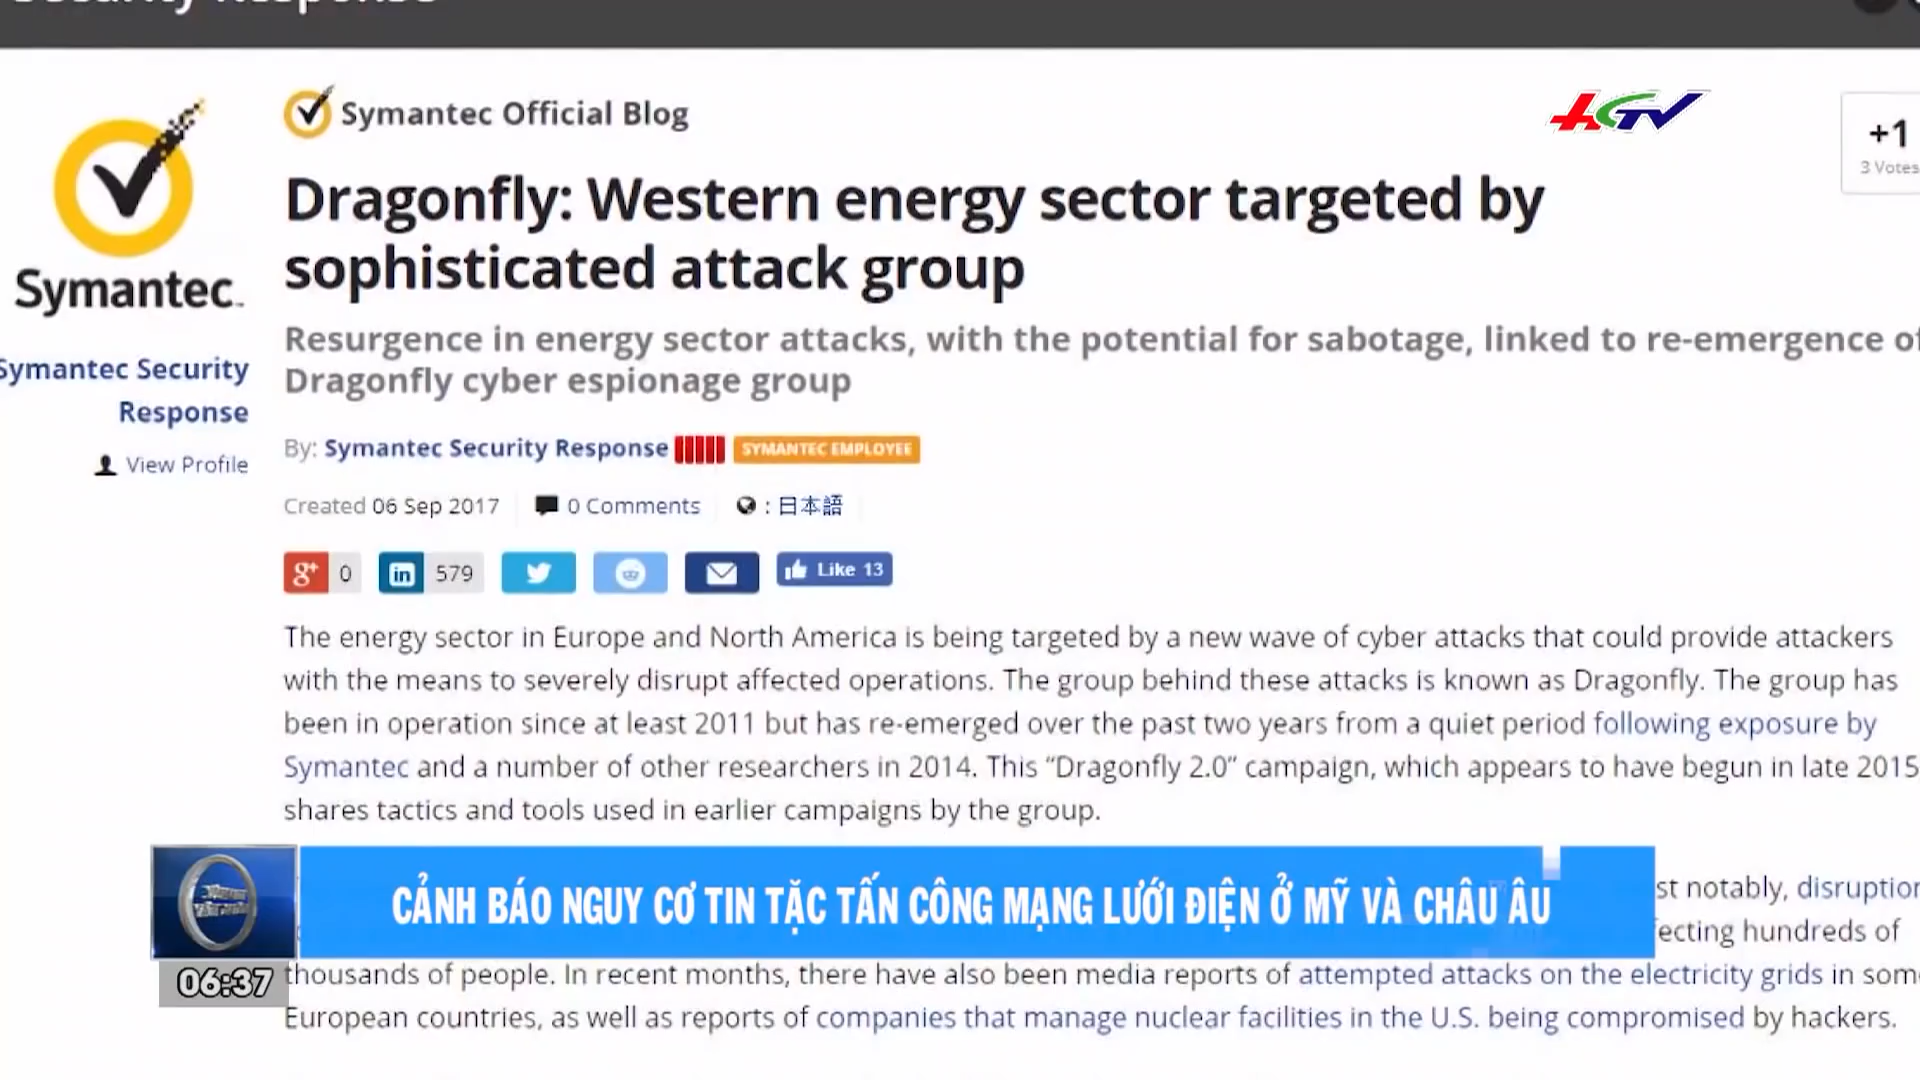 Security Response
Symantec Official Blog
HGTV
+1
3 Votes
Dragonfly: Western energy sector targeted by
sophisticated attack group
Symantec.
Resurgence in energy sector attacks, with the potential for sabotage, linked to re-emergence of
Dragonfly cyber espionage group
Symantec Security
Response
View Profile
By: Symantec Security Response SYMANTEC EMPLOYEE
Created 06 Sep 2017 0 Comments : 日本語
g+ 0 in 579 Like 13
The energy sector in Europe and North America is being targeted by a new wave of cyber attacks that could provide attackers
with the means to severely disrupt affected operations. The group behind these attacks is known as Dragonfly. The group has
been in operation since at least 2011 but has re-emerged over the past two years from a quiet period following exposure by
Symantec and a number of other researchers in 2014. This “Dragonfly 2.0” campaign, which appears to have begun in late 2015
shares tactics and tools used in earlier campaigns by the group.
st notably, disruption
CẢNH BÁO NGUY CƠ TIN TẶC TẤN CÔNG MẠNG LƯỚI ĐIỆN Ở MỸ VÀ CHÂU ÂU
fecting hundreds of
06:37
thousands of people. In recent months, there have also been media reports of attempted attacks on the electricity grids in some
European countries, as well as reports of companies that manage nuclear facilities in the U.S. being compromised by hackers.